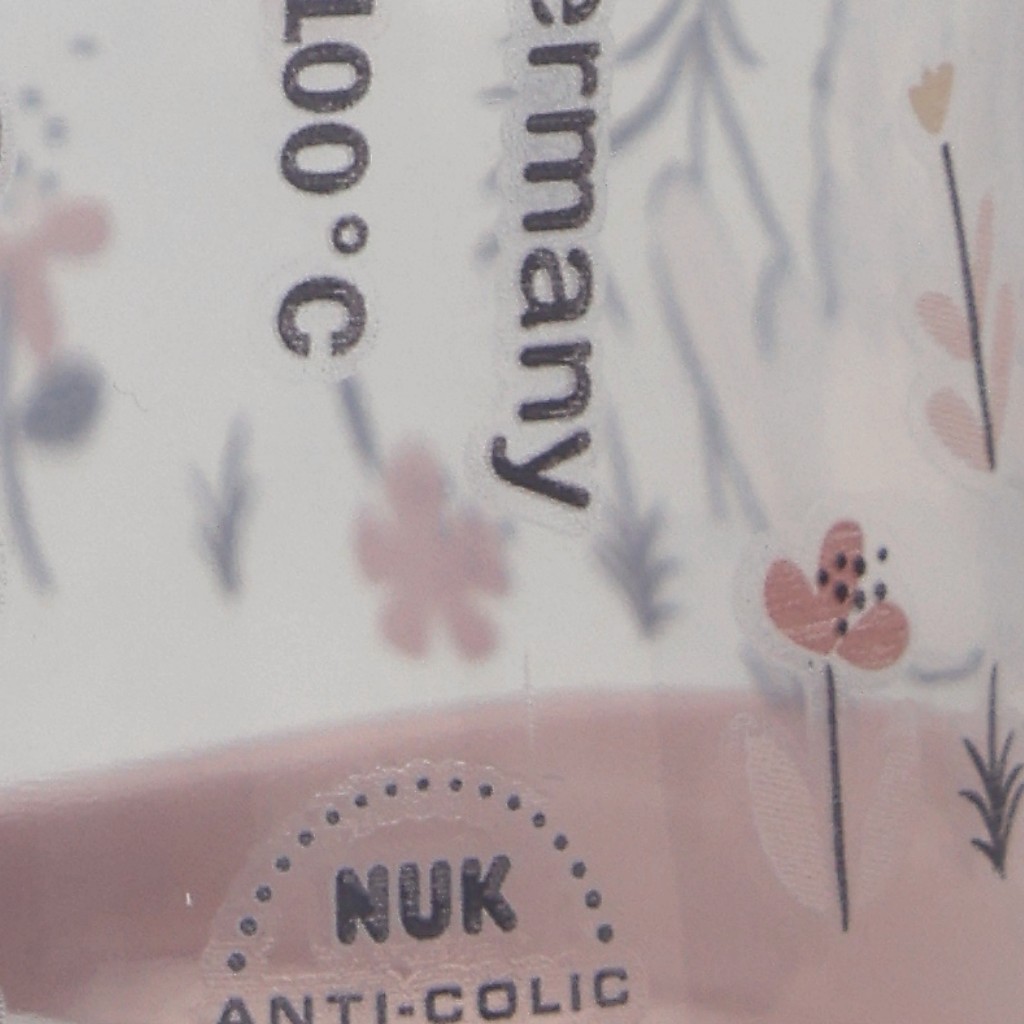 ermany
100°C
NUK
ANTI-COLIC